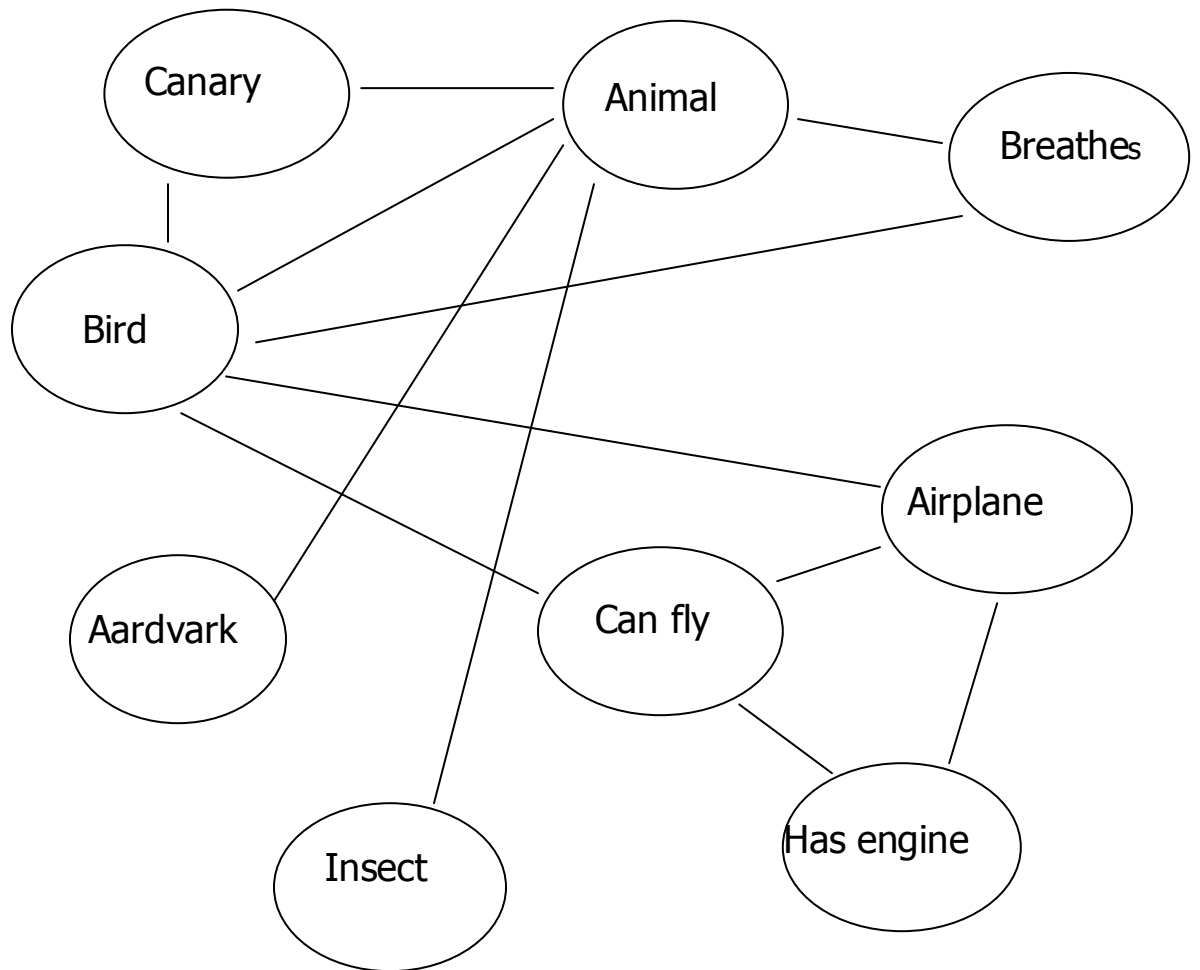 Canary
Animal
Breathes
Bird
Airplane
Can fly
Aardvark
Has engine
Insect